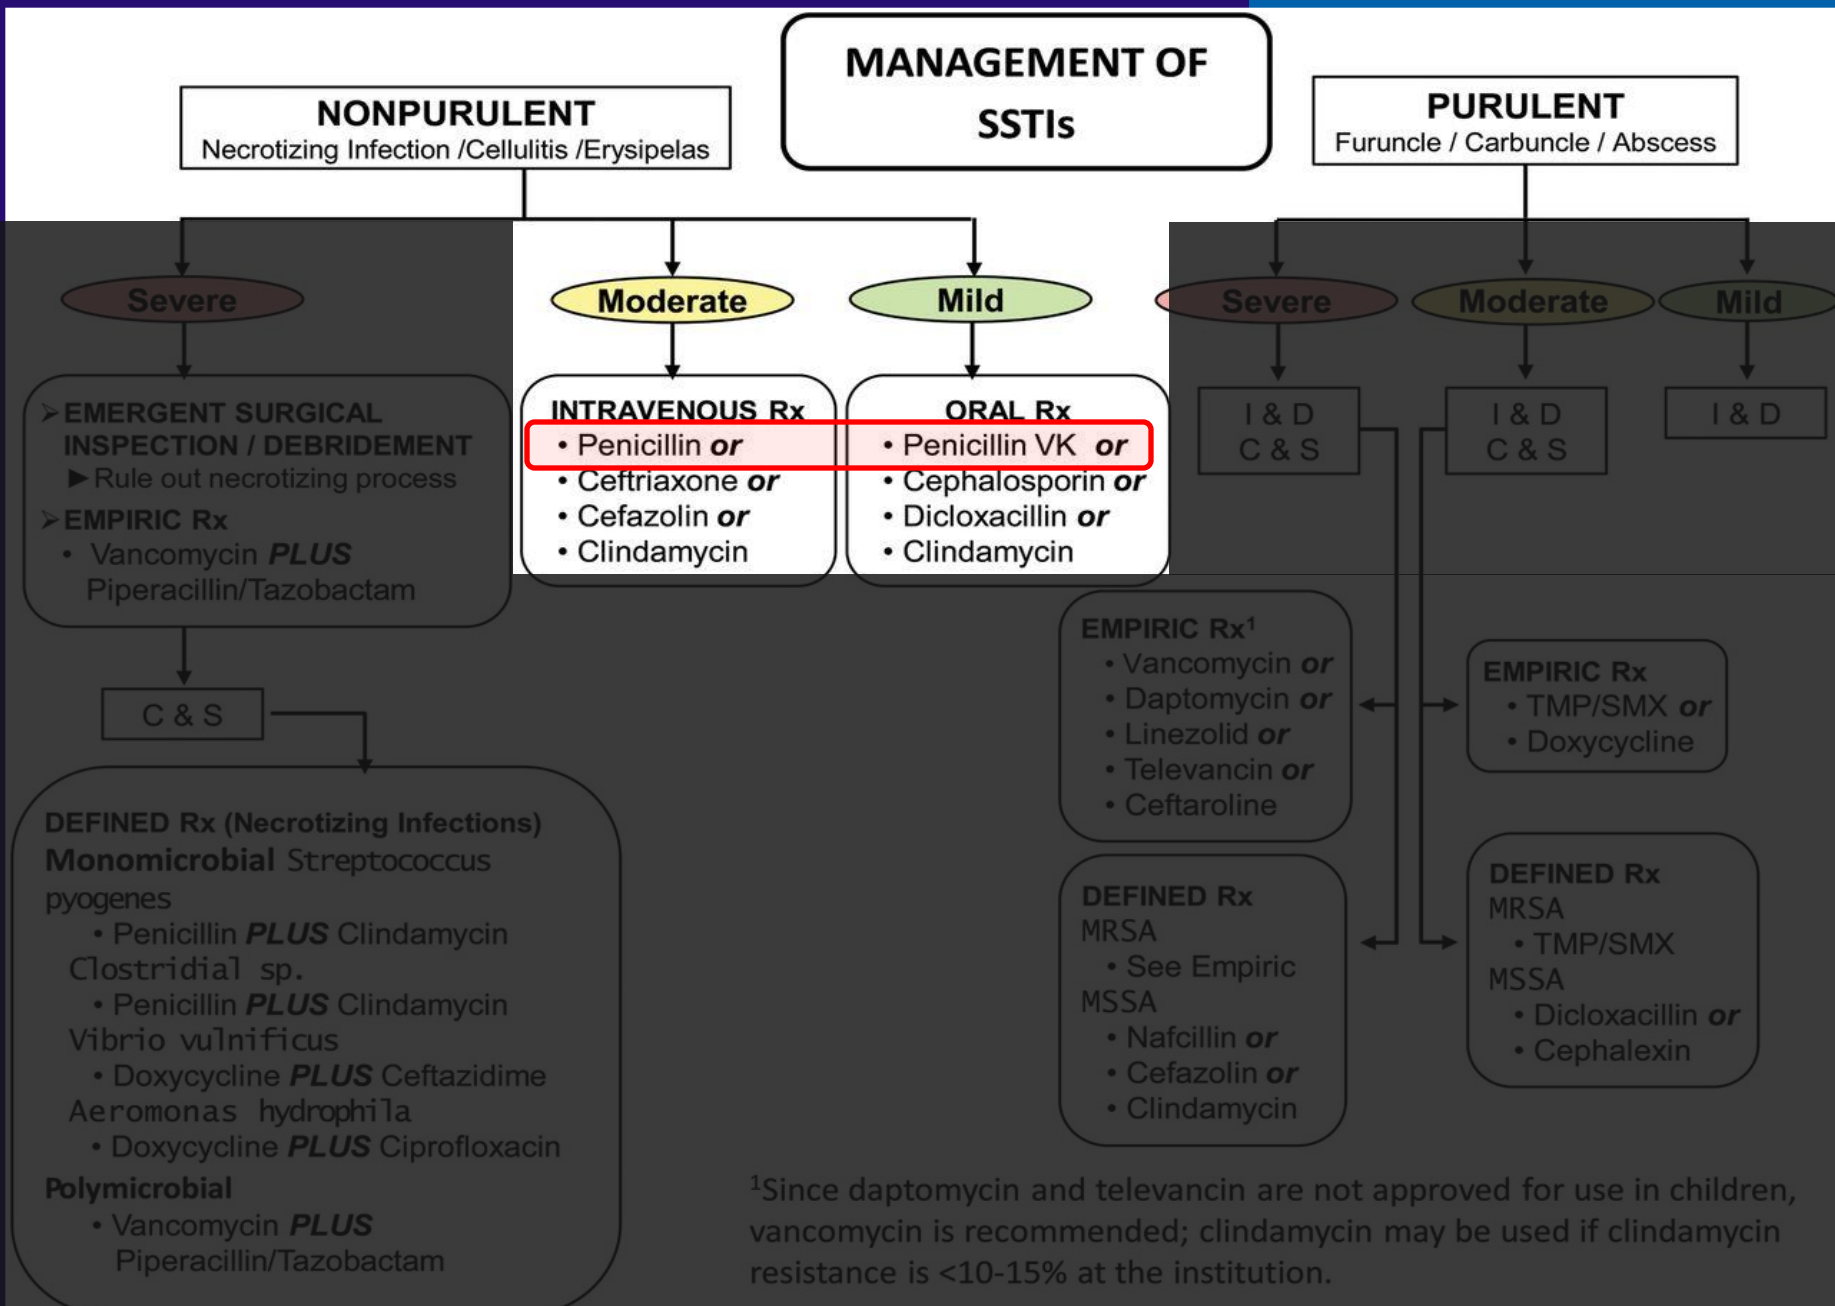 MANAGEMENT OF
SSTIs
NONPURULENT
Necrotizing Infection /Cellulitis /Erysipelas
PURULENT
Furuncle / Carbuncle / Abscess
Severe
Moderate
Mild
Severe
Moderate
Mild
➢EMERGENT SURGICAL
INSPECTION / DEBRIDEMENT
►Rule out necrotizing process
➢EMPIRIC Rx
• Vancomycin PLUS
Piperacillin/Tazobactam
INTRAVENOUS Rx
• Penicillin or
• Ceftriaxone or
• Cefazolin or
• Clindamycin
ORAL Rx
• Penicillin VK or
• Cephalosporin or
• Dicloxacillin or
• Clindamycin
I & D
C & S
I & D
C & S
I & D
C & S
DEFINED Rx (Necrotizing Infections)
Monomicrobial Streptococcus
pyogenes
• Penicillin PLUS Clindamycin
Clostridial sp.
• Penicillin PLUS Clindamycin
Vibrio vulnificus
• Doxycycline PLUS Ceftazidime
Aeromonas hydrophila
• Doxycycline PLUS Ciprofloxacin
Polymicrobial
• Vancomycin PLUS
Piperacillin/Tazobactam
EMPIRIC Rx¹
• Vancomycin or
• Daptomycin or
• Linezolid or
• Televancin or
• Ceftaroline
EMPIRIC Rx
• TMP/SMX or
• Doxycycline
DEFINED Rx
MRSA
• See Empiric
MSSA
• Nafcillin or
• Cefazolin or
• Clindamycin
DEFINED Rx
MRSA
• TMP/SMX
MSSA
• Dicloxacillin or
• Cephalexin
¹Since daptomycin and televancin are not approved for use in children,
vancomycin is recommended; clindamycin may be used if clindamycin
resistance is <10-15% at the institution.